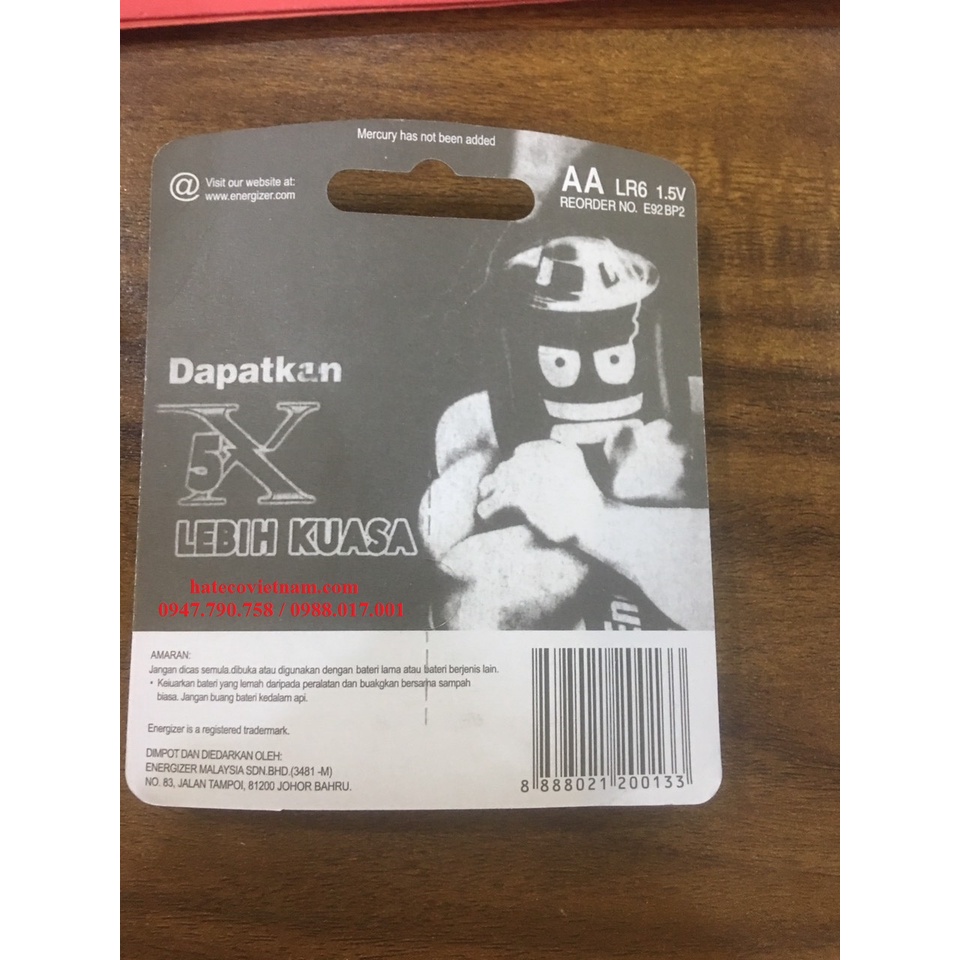 Mercury has not been added
@ Visit our website at:
www.energizer.com
AA LR6 1.5V
REORDER NO. E92 BP2
Dapatkan
5X
LEBIH KUASA
hatecovietnam.com
0947.790.758 / 0988.017.001
En
AMARAN:
Jangan dicas semula.dibuka atau digunakan dengan bateri lama atau bateri berjenis lain.
• Keiuarkan bateri yang lemah daripada peralatan dan buakgkan bersama sampah
biasa. Jangan buang bateri kedalam api.
Energizer is a registered tradermark.
DIMPOT DAN DIEDARKAN OLEH:
ENERGIZER MALAYSIA SDN.BHD.(3481 -M)
NO. 83, JALAN TAMPOI, 81200 JOHOR BAHRU.
8 888021 200133